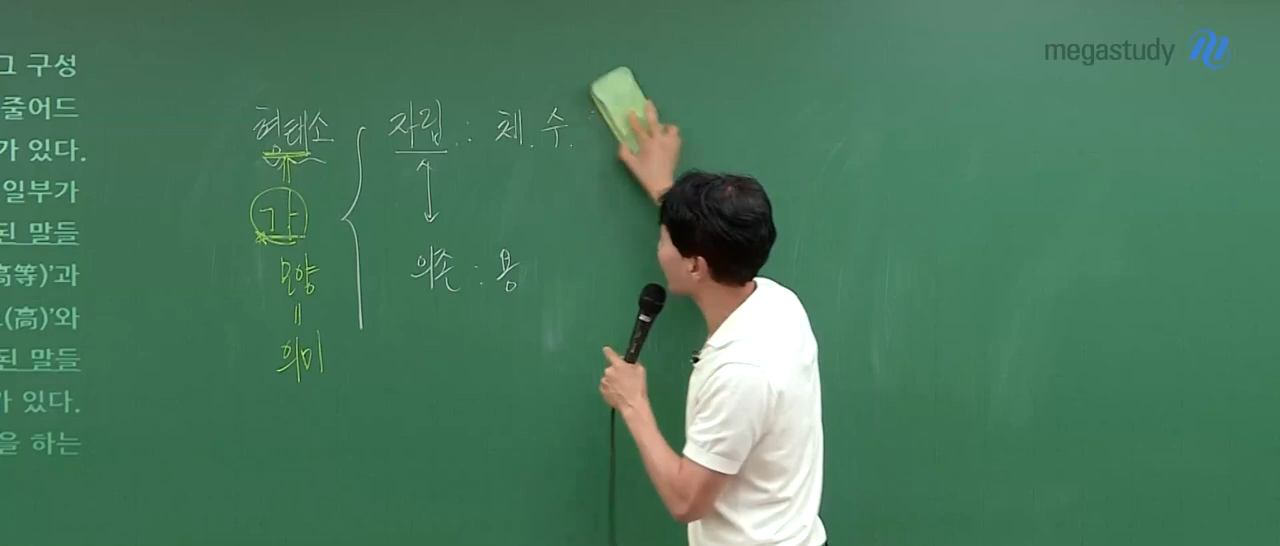 megastudy
그 구성
줄어드
가 있다.
일부가
된 말들
高等)'과
(高)'와
된 말들
가 있다.
을 하는
형태소
자립 : 체. 수.
의존 : 용
가
모양
=
의미